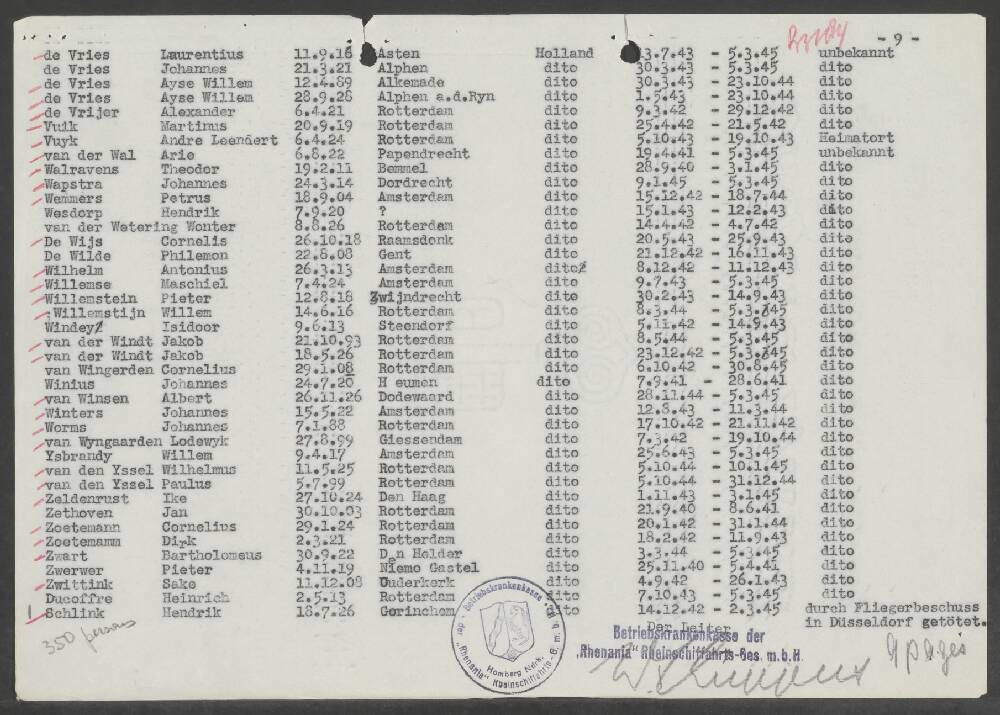 - 9 -
de Vries Laurentius 11.9.16 Asten Holland 13.7.43 - 5.3.45 unbekannt
de Vries Johannes 21.3.21 Alphen dito 30.3.43 - 5.3.45 dito
de Vries Ayse Willem 12.4.89 Alkemade dito 30.3.43 - 23.10.44 dito
de Vries Ayse Willem 28.9.28 Alphen a.d.Ryn dito 1.5.43 - 23.10.44 dito
de Vrijer Alexander 6.4.21 Rotterdam dito 9.3.42 - 29.12.42 dito
Vuik Martinus 20.9.19 Rotterdam dito 25.4.42 - 21.5.42 dito
Vuyk Andre Leendert 6.4.24 Rotterdam dito 5.10.43 - 19.10.43 Heimatort
van der Wal Arie 6.8.22 Papendrecht dito 19.4.41 - 5.3.45 unbekannt
Walravens Theodor 19.2.11 Bemmel dito 28.9.40 - 3.1.45 dito
Wapstra Johannes 24.3.14 Dordrecht dito 9.1.45 - 5.3.45 dito
Wemmers Petrus 18.9.04 Amsterdam dito 15.12.42 - 18.7.44 dito
Wesdorp Hendrik 7.9.20 ? dito 15.1.43 - 12.2.43 dito
van der Wetering Wonter 8.8.26 Rotterdam dito 14.4.42 - 4.7.42 dito
De Wijs Cornelis 26.10.18 Raamsdonk dito 20.5.43 - 25.9.43 dito
De Wilde Philemon 22.8.08 Gent dito 21.12.42 - 16.11.43 dito
Wilhelm Antonius 26.3.13 Amsterdam dito 8.12.42 - 11.12.43 dito
Willemse Maschiel 7.4.24 Amsterdam dito 9.7.43 - 5.3.45 dito
Willemstein Pieter 12.8.18 Zwijndrecht dito 30.2.43 - 14.9.43 dito
Willemstijn Willem 14.6.16 Rotterdam dito 8.3.44 - 5.3.45 dito
Windey Isidoor 9.6.13 Steendorf dito 5.11.42 - 14.9.43 dito
van der Windt Jakob 21.10.93 Rotterdam dito 8.5.44 - 5.3.45 dito
van der Windt Jakob 18.5.26 Rotterdam dito 23.12.42 - 5.3.45 dito
van Wingerden Cornelius 29.1.08 Rotterdam dito 6.10.42 - 30.8.45 dito
Winius Johannes 24.7.20 H eumen dito 7.9.41 - 28.6.41 dito
van Winsen Albert 26.11.26 Dodewaard dito 28.11.44 - 5.3.45 dito
Winters Johannes 15.5.22 Amsterdam dito 12.8.43 - 11.3.44 dito
Worms Johannes 7.1.88 Rotterdam dito 17.10.42 - 21.11.42 dito
van Wyngaarden Lodewyk 27.8.99 Giessendam dito 7.3.42 - 19.10.44 dito
Ysbrandy Willem 9.4.17 Amsterdam dito 25.6.43 - 5.3.45 dito
van den Yssel Wilhelmus 11.5.25 Rotterdam dito 5.10.44 - 10.1.45 dito
van den Yssel Paulus 5.7.99 Rotterdam dito 5.10.44 - 31.12.44 dito
Zeldenrust Ike 27.10.24 Den Haag dito 1.11.43 - 3.1.45 dito
Zethoven Jan 30.10.03 Rotterdam dito 21.9.40 - 8.6.41 dito
Zoetemann Cornelius 29.1.24 Rotterdam dito 20.1.42 - 31.1.44 dito
Zoetemamm Dirk 2.3.21 Rotterdam dito 18.2.42 - 11.9.43 dito
Zwart Bartholomeus 30.9.22 Den Helder dito 3.3.44 - 5.3.45 dito
Zwerwer Pieter 4.11.19 Niemo Gastel dito 25.11.40 - 5.4.41 dito
Zwittink Sake 11.12.08 Ouderkerk dito 4.9.42 - 26.1.43 dito
Ducoffre Heinrich 2.5.13 Rotterdam dito 7.10.43 - 5.3.45 dito
Schlink Hendrik 18.7.26 Gorinchem dito 14.12.42 - 2.3.45 durch Fliegerbeschuss
in Düsseldorf getötet.
350 persons
Der Leiter
Betriebskrankenkasse der
"Rhenania" Rheinschiffahrts-Ges. m.b.H.
9 pages
Betriebskrankenkasse der "Rhenania" Rheinschiffahrts-G. m. b. H.
Homberg Ndrh.